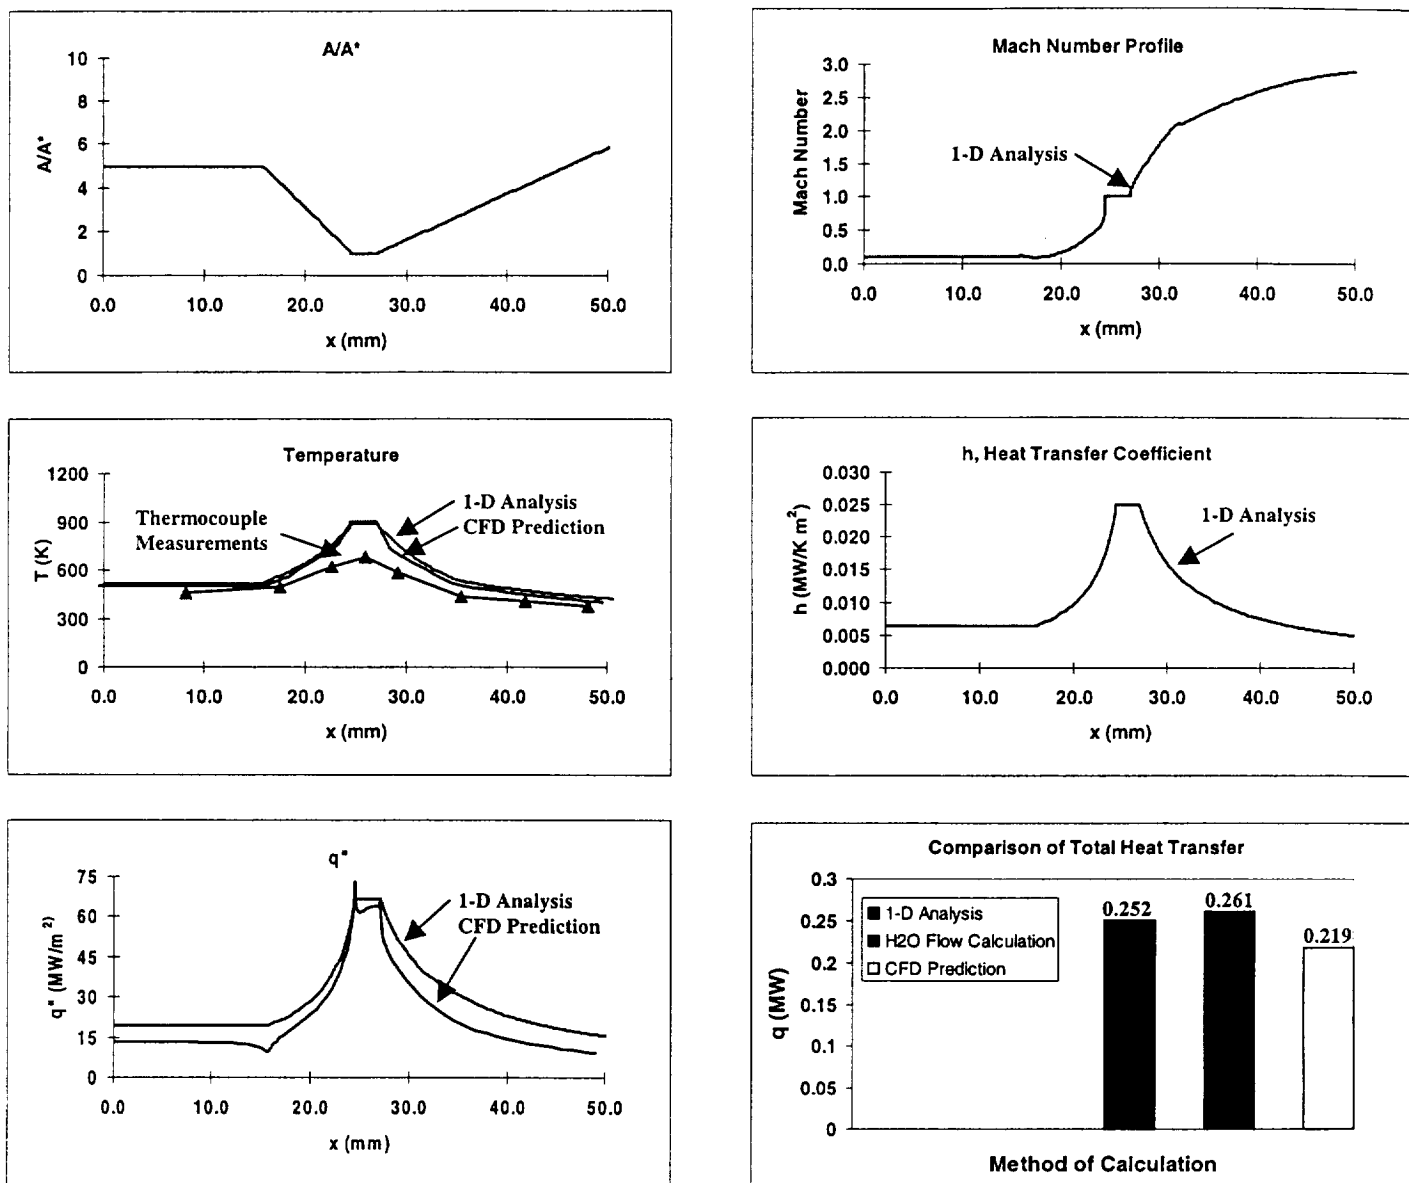 A/A*
10
8
6
4
2
0
A/A*
0.0 10.0 20.0 30.0 40.0 50.0
x (mm)
Mach Number Profile
3.0
2.5
2.0
1.5
1.0
0.5
0.0
Mach Number
1-D Analysis
0.0 10.0 20.0 30.0 40.0 50.0
x (mm)
Temperature
1200
900
600
300
0
T (K)
Thermocouple
Measurements
1-D Analysis
CFD Prediction
0.0 10.0 20.0 30.0 40.0 50.0
x (mm)
h, Heat Transfer Coefficient
0.030
0.025
0.020
0.015
0.010
0.005
0.000
h (MW/K m²)
1-D Analysis
0.0 10.0 20.0 30.0 40.0 50.0
x (mm)
q"
75
60
45
30
15
0
q" (MW/m²)
1-D Analysis
CFD Prediction
0.0 10.0 20.0 30.0 40.0 50.0
x (mm)
Comparison of Total Heat Transfer
0.3
0.25
0.2
0.15
0.1
0.05
0
q (MW)
1-D Analysis
H2O Flow Calculation
CFD Prediction
0.252
0.261
0.219
Method of Calculation